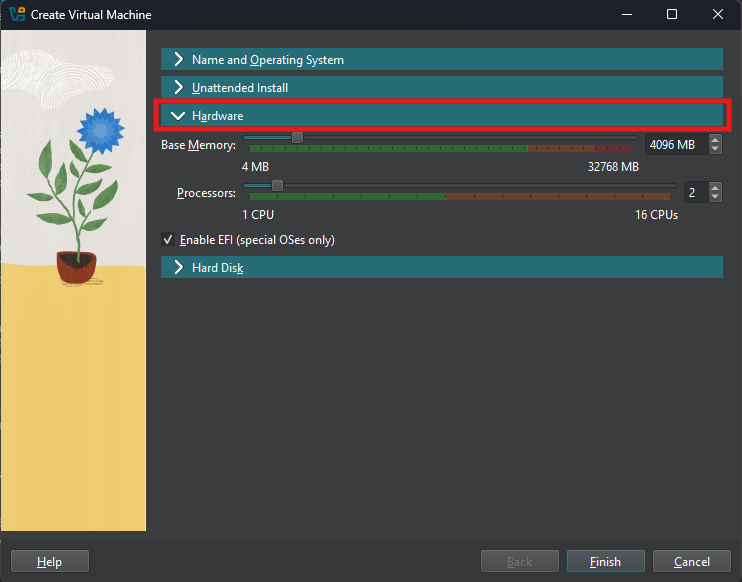 Create Virtual Machine
Name and Operating System
Unattended Install
Hardware
Base Memory: 4096 MB
4 MB 32768 MB
Processors: 2
1 CPU 16 CPUs
Enable EFI (special OSes only)
Hard Disk
Help Back Finish Cancel